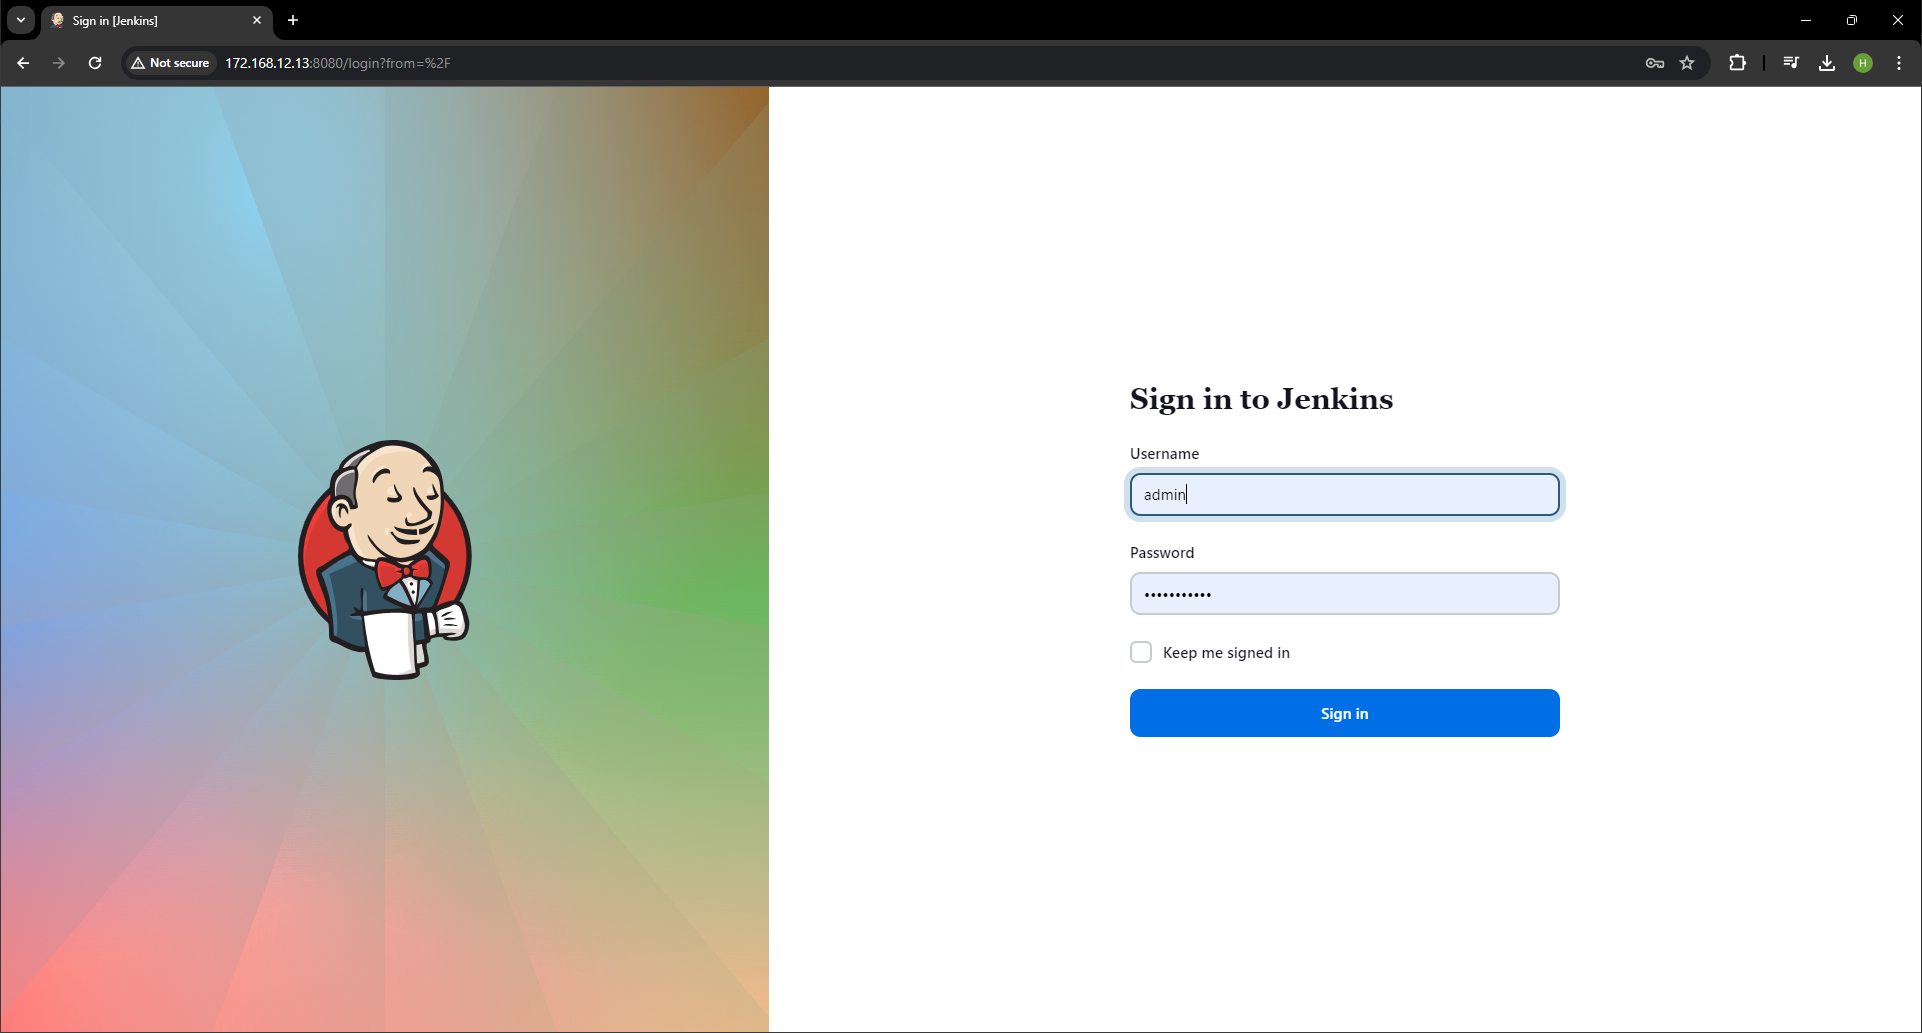 Sign in [Jenkins]
Not secure
172.168.12.13:8080/login?from=%2F
H
Sign in to Jenkins
Username
admin
Password
•••••••••••
Keep me signed in
Sign in